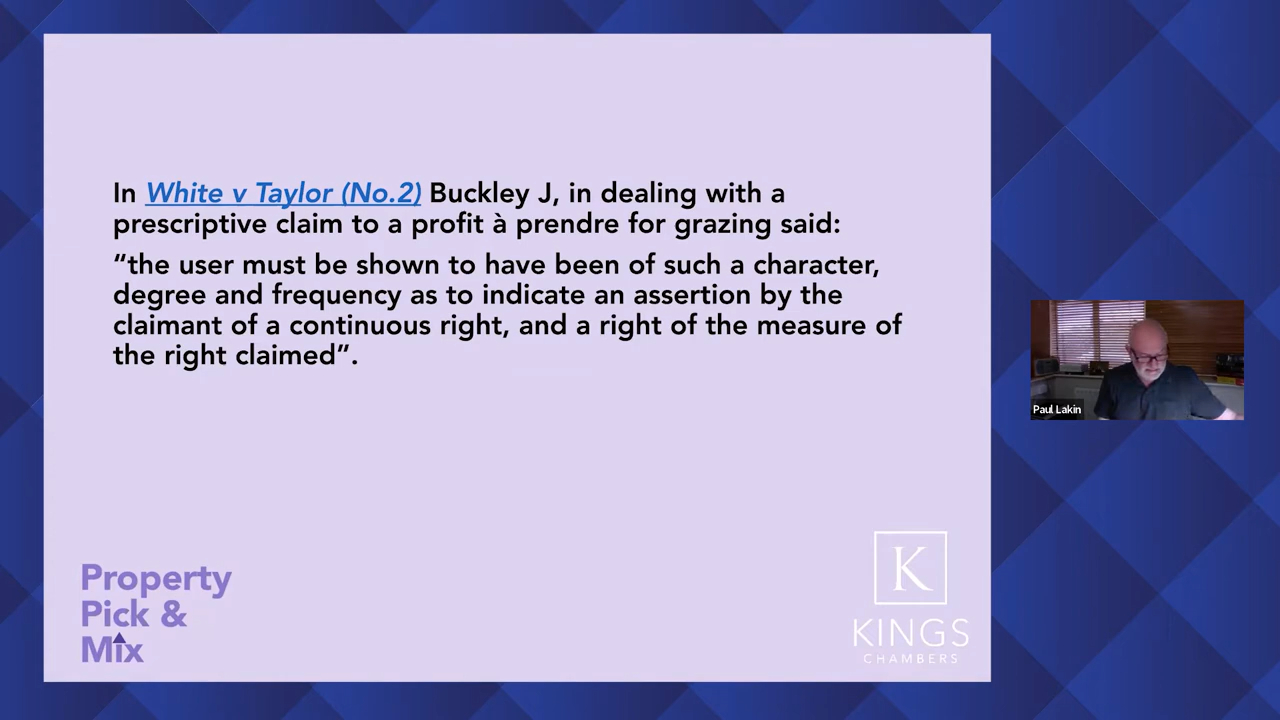 In White v Taylor (No.2) Buckley J, in dealing with a
prescriptive claim to a profit à prendre for grazing said:
“the user must be shown to have been of such a character,
degree and frequency as to indicate an assertion by the
claimant of a continuous right, and a right of the measure of
the right claimed”.
Paul Lakin
Property
Pick &
Mix
K
KINGS
CHAMBERS